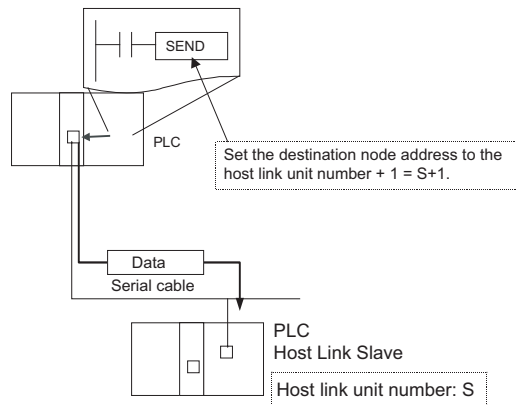 SEND
PLC
Set the destination node address to the
host link unit number + 1 = S+1.
Data
Serial cable
PLC
Host Link Slave
Host link unit number: S